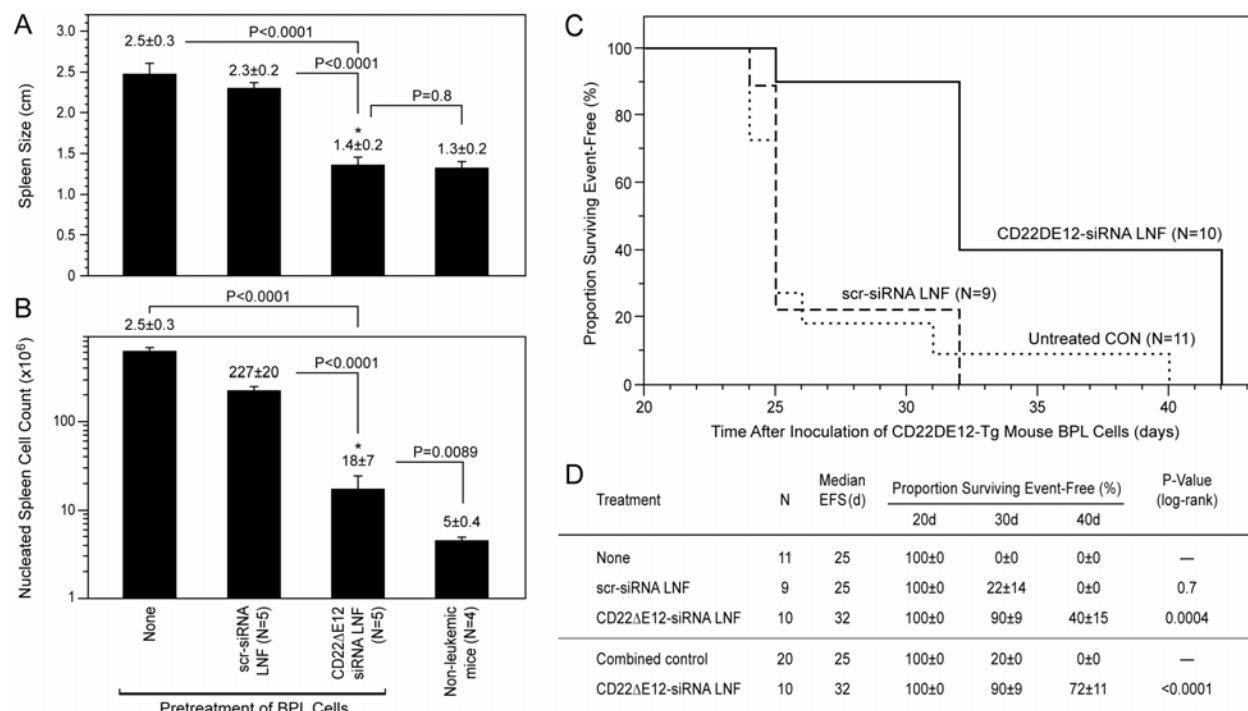 A
Spleen Size (cm)
3.0
2.5
2.0
1.5
1.0
0.5
0
P<0.0001
2.5±0.3
2.3±0.2
P<0.0001
P=0.8
*
1.4±0.2
1.3±0.2
B
Nucleated Spleen Cell Count (x10⁶)
100
10
1
P<0.0001
2.5±0.3
227±20
P<0.0001
*
18±7
P=0.0089
5±0.4
None
scr-siRNA
LNF (N=5)
CD22ΔE12
siRNA LNF
(N=5)
Non-leukemic
mice (N=4)
Pretreatment of BPL Cells
C
Proportion Surviving Event-Free (%)
100
80
60
40
20
0
CD22DE12-siRNA LNF (N=10)
scr-siRNA LNF (N=9)
Untreated CON (N=11)
20 25 30 35 40
Time After Inoculation of CD22DE12-Tg Mouse BPL Cells (days)
D
Treatment N Median EFS (d) Proportion Surviving Event-Free (%) P-Value (log-rank)
20d 30d 40d
None 11 25 100±0 0±0 0±0 —
scr-siRNA LNF 9 25 100±0 22±14 0±0 0.7
CD22ΔE12-siRNA LNF 10 32 100±0 90±9 40±15 0.0004
Combined control 20 25 100±0 20±0 0±0 —
CD22ΔE12-siRNA LNF 10 32 100±0 90±9 72±11 <0.0001